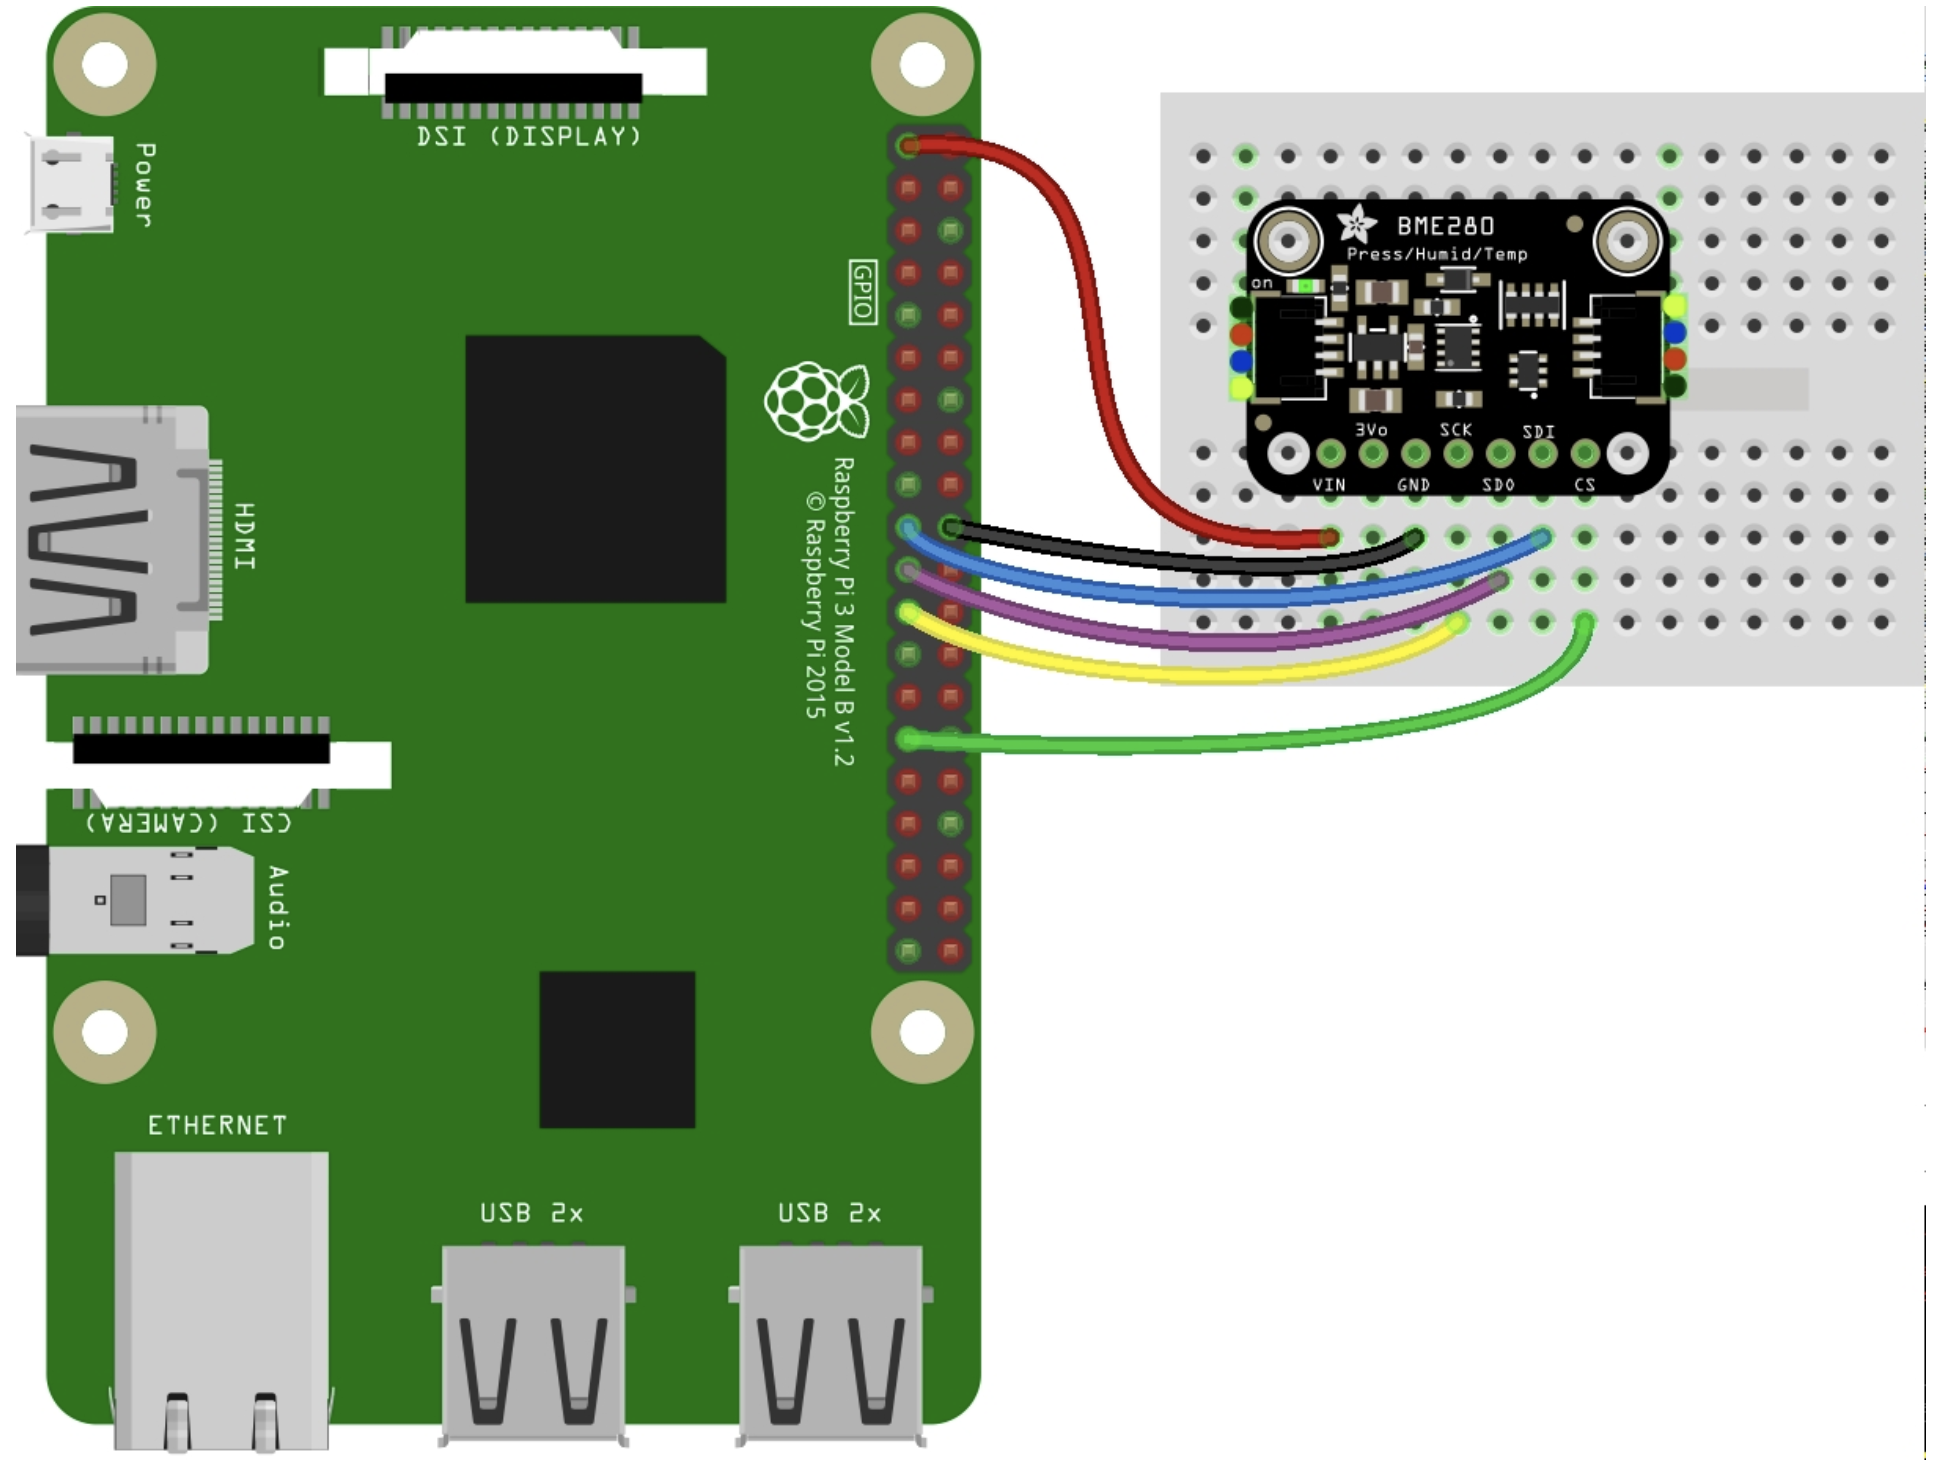 DSI (DISPLAY)
Power
GPIO
HDMI
Raspberry Pi 3 Model B v1.2
© Raspberry Pi 2015
CSI (CAMERA)
Audio
ETHERNET
USB 2x
USB 2x
BME280
Press/Humid/Temp
on
3Vo SCK SDI
VIN GND SDO CS